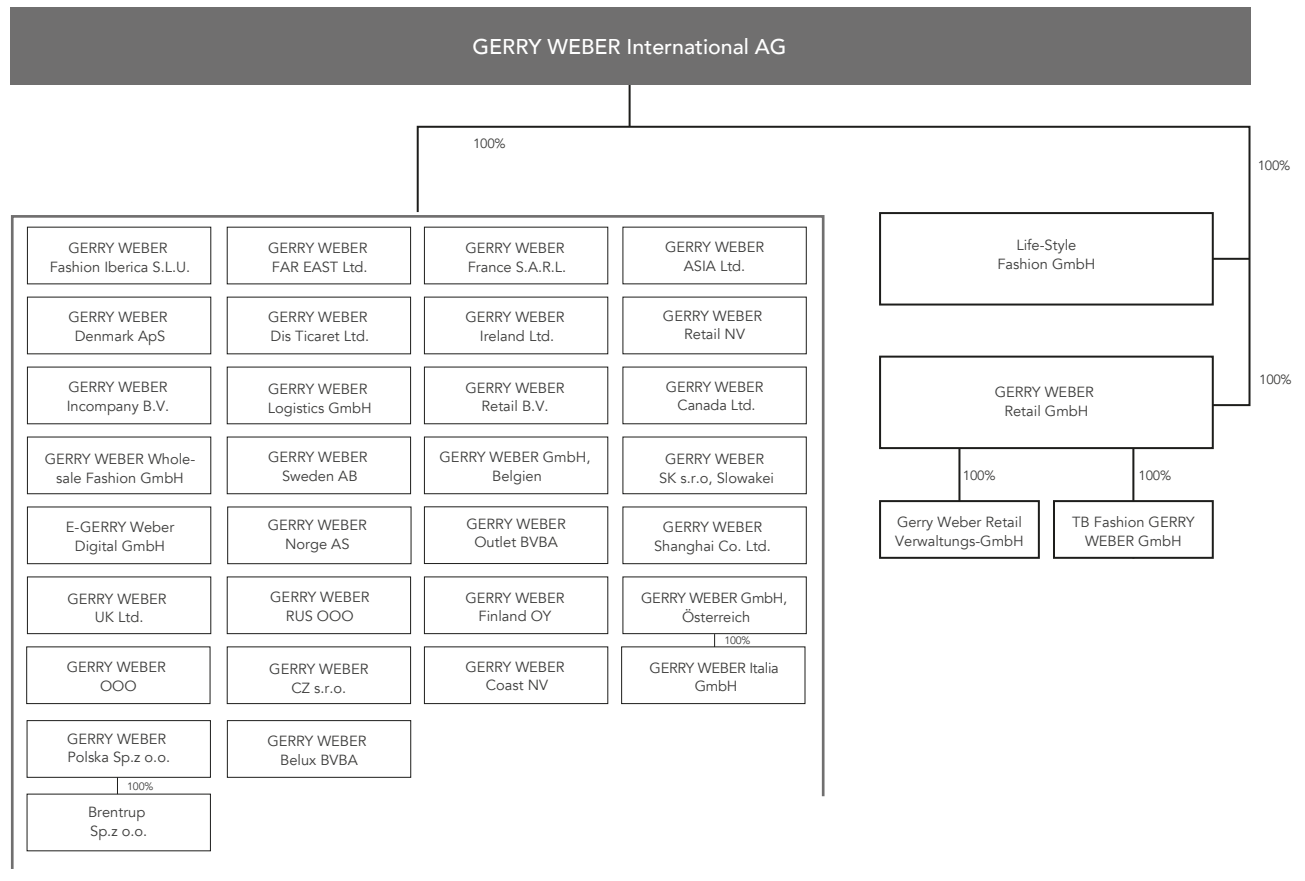 GERRY WEBER International AG
100%
100%
GERRY WEBER
Fashion Iberica S.L.U.
GERRY WEBER
FAR EAST Ltd.
GERRY WEBER
France S.A.R.L.
GERRY WEBER
ASIA Ltd.
Life-Style
Fashion GmbH
GERRY WEBER
Denmark ApS
GERRY WEBER
Dis Ticaret Ltd.
GERRY WEBER
Ireland Ltd.
GERRY WEBER
Retail NV
100%
GERRY WEBER
Incompany B.V.
GERRY WEBER
Logistics GmbH
GERRY WEBER
Retail B.V.
GERRY WEBER
Canada Ltd.
GERRY WEBER
Retail GmbH
GERRY WEBER Whole-
sale Fashion GmbH
GERRY WEBER
Sweden AB
GERRY WEBER GmbH,
Belgien
GERRY WEBER
SK s.r.o, Slowakei
100%
100%
E-GERRY Weber
Digital GmbH
GERRY WEBER
Norge AS
GERRY WEBER
Outlet BVBA
GERRY WEBER
Shanghai Co. Ltd.
Gerry Weber Retail
Verwaltungs-GmbH
TB Fashion GERRY
WEBER GmbH
GERRY WEBER
UK Ltd.
GERRY WEBER
RUS OOO
GERRY WEBER
Finland OY
GERRY WEBER GmbH,
Österreich
100%
GERRY WEBER
OOO
GERRY WEBER
CZ s.r.o.
GERRY WEBER
Coast NV
GERRY WEBER Italia
GmbH
GERRY WEBER
Polska Sp.z o.o.
GERRY WEBER
Belux BVBA
100%
Brentrup
Sp.z o.o.